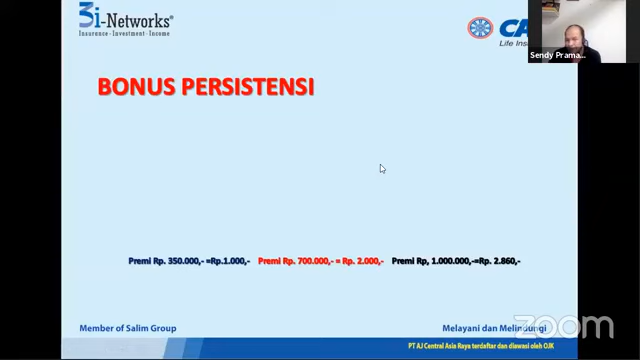 3i-Networks®
Insurance · Investment · Income
Life
Sendy Prama...
BONUS PERSISTENSI
Premi Rp. 350.000,- =Rp.1.000,- Premi Rp. 700.000,- = Rp. 2.000,- Premi Rp, 1.000.000,-=Rp. 2.860,-
Member of Salim Group
Melayani dan Melindungi
zoom
PT AJ Central Asia Raya terdaftar dan diawasi oleh OJK